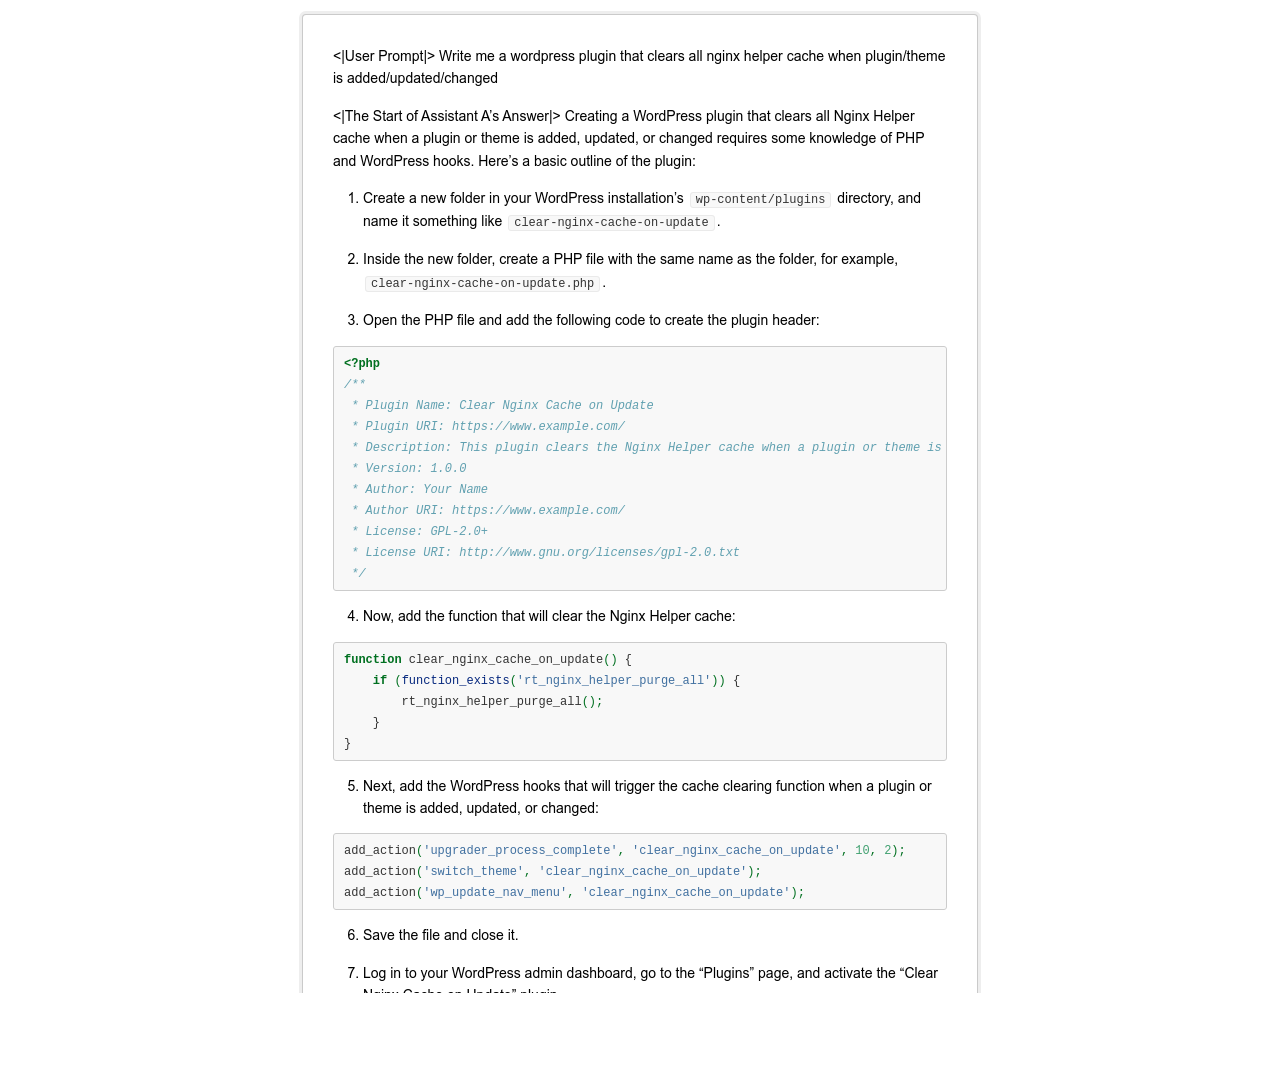 <|User Prompt|> Write me a wordpress plugin that clears all nginx helper cache when plugin/theme
is added/updated/changed
<|The Start of Assistant A’s Answer|> Creating a WordPress plugin that clears all Nginx Helper
cache when a plugin or theme is added, updated, or changed requires some knowledge of PHP
and WordPress hooks. Here’s a basic outline of the plugin:
1. Create a new folder in your WordPress installation’s wp-content/plugins directory, and
name it something like clear-nginx-cache-on-update.
2. Inside the new folder, create a PHP file with the same name as the folder, for example,
clear-nginx-cache-on-update.php.
3. Open the PHP file and add the following code to create the plugin header:
<?php
/**
 * Plugin Name: Clear Nginx Cache on Update
 * Plugin URI: https://www.example.com/
 * Description: This plugin clears the Nginx Helper cache when a plugin or theme is
 * Version: 1.0.0
 * Author: Your Name
 * Author URI: https://www.example.com/
 * License: GPL-2.0+
 * License URI: http://www.gnu.org/licenses/gpl-2.0.txt
 */
4. Now, add the function that will clear the Nginx Helper cache:
function clear_nginx_cache_on_update() {
    if (function_exists('rt_nginx_helper_purge_all')) {
        rt_nginx_helper_purge_all();
    }
}
5. Next, add the WordPress hooks that will trigger the cache clearing function when a plugin or
theme is added, updated, or changed:
add_action('upgrader_process_complete', 'clear_nginx_cache_on_update', 10, 2);
add_action('switch_theme', 'clear_nginx_cache_on_update');
add_action('wp_update_nav_menu', 'clear_nginx_cache_on_update');
6. Save the file and close it.
7. Log in to your WordPress admin dashboard, go to the “Plugins” page, and activate the “Clear
Nginx Cache on Update” plugin